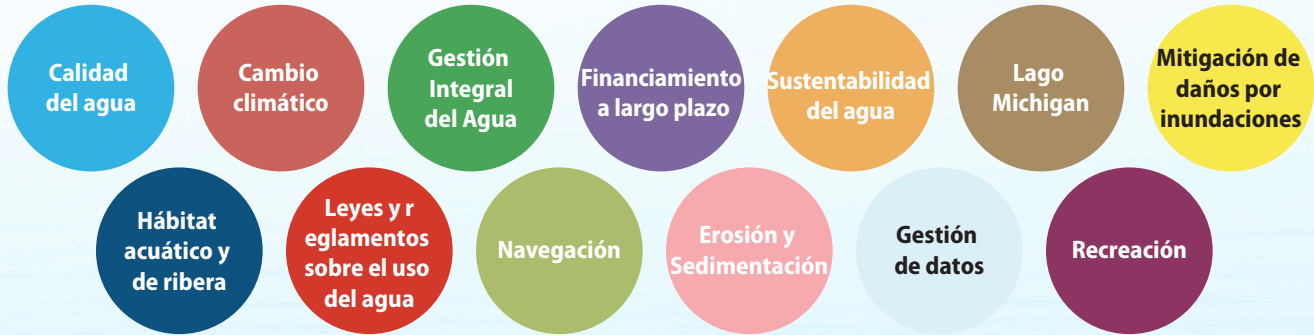 Calidad
del agua
Cambio
climático
Gestión
Integral
del Agua
Financiamiento
a largo plazo
Sustentabilidad
del agua
Lago
Michigan
Mitigación de
daños por
inundaciones
Hábitat
acuático y
de ribera
Leyes y r
eglamentos
sobre el uso
del agua
Navegación
Erosión y
Sedimentación
Gestión
de datos
Recreación